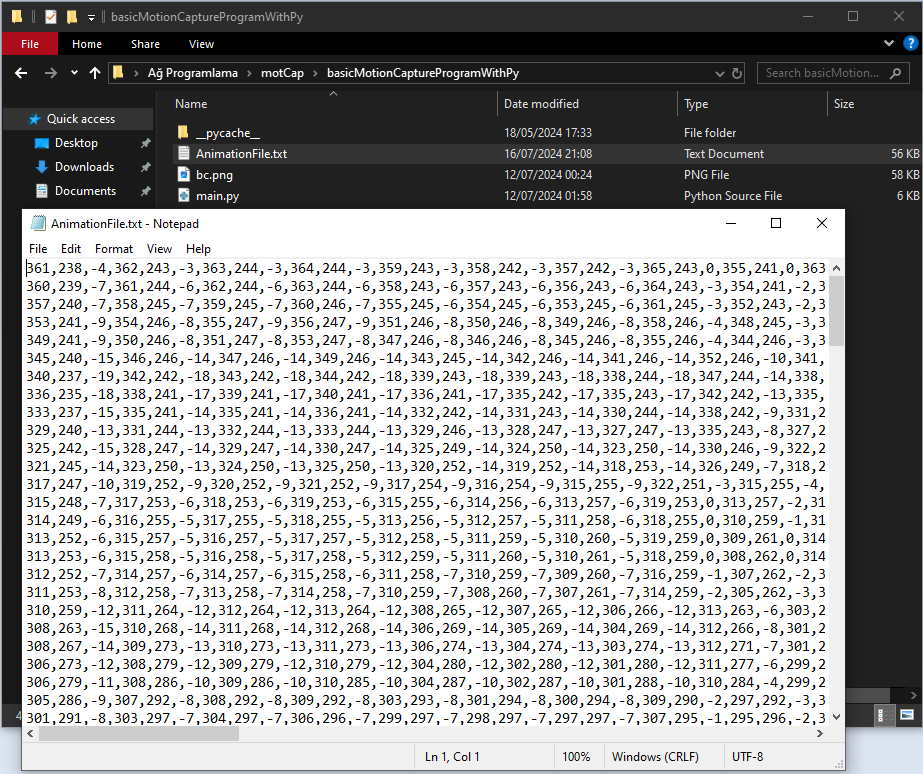 basicMotionCaptureProgramWithPy
File Home Share View
Ağ Programlama motCap basicMotionCaptureProgramWithPy
Search basicMotion...
Name Date modified Type Size
Quick access
Desktop
Downloads
Documents
__pycache__ 18/05/2024 17:33 File folder
AnimationFile.txt 16/07/2024 21:08 Text Document 56 KB
bc.png 12/07/2024 00:24 PNG File 58 KB
main.py 12/07/2024 01:58 Python Source File 6 KB
AnimationFile.txt - Notepad
File Edit Format View Help
361,238,-4,362,243,-3,363,244,-3,364,244,-3,359,243,-3,358,242,-3,357,242,-3,365,243,0,355,241,0,363
360,239,-7,361,244,-6,362,244,-6,363,244,-6,358,243,-6,357,243,-6,356,243,-6,364,243,-3,354,241,-2,3
357,240,-7,358,245,-7,359,245,-7,360,246,-7,355,245,-6,354,245,-6,353,245,-6,361,245,-3,352,243,-2,3
353,241,-9,354,246,-8,355,247,-9,356,247,-9,351,246,-8,350,246,-8,349,246,-8,358,246,-4,348,245,-3,3
349,241,-9,350,246,-8,351,247,-8,353,247,-8,347,246,-8,346,246,-8,345,246,-8,355,246,-4,344,246,-3,3
345,240,-15,346,246,-14,347,246,-14,349,246,-14,343,245,-14,342,246,-14,341,246,-14,352,246,-10,341,
340,237,-19,342,242,-18,343,242,-18,344,242,-18,339,243,-18,339,243,-18,338,244,-18,347,244,-14,338,
336,235,-18,338,241,-17,339,241,-17,340,241,-17,336,241,-17,335,242,-17,335,243,-17,342,242,-13,335,
333,237,-15,335,241,-14,335,241,-14,336,241,-14,332,242,-14,331,243,-14,330,244,-14,338,242,-9,331,2
329,240,-13,331,244,-13,332,244,-13,333,244,-13,329,246,-13,328,247,-13,327,247,-13,335,243,-8,327,2
325,242,-15,328,247,-14,329,247,-14,330,247,-14,325,249,-14,324,250,-14,323,250,-14,330,246,-9,322,2
321,245,-14,323,250,-13,324,250,-13,325,250,-13,320,252,-14,319,252,-14,318,253,-14,326,249,-7,318,2
317,247,-10,319,252,-9,320,252,-9,321,252,-9,317,254,-9,316,254,-9,315,255,-9,322,251,-3,315,255,-4,
315,248,-7,317,253,-6,318,253,-6,319,253,-6,315,255,-6,314,256,-6,313,257,-6,319,253,0,313,257,-2,31
314,249,-6,316,255,-5,317,255,-5,318,255,-5,313,256,-5,312,257,-5,311,258,-6,318,255,0,310,259,-1,31
313,252,-6,315,257,-5,316,257,-5,317,257,-5,312,258,-5,311,259,-5,310,260,-5,319,259,0,309,261,0,314
313,253,-6,315,258,-5,316,258,-5,317,258,-5,312,259,-5,311,260,-5,310,261,-5,318,259,0,308,262,0,314
312,252,-7,314,257,-6,314,257,-6,315,258,-6,311,258,-7,310,259,-7,309,260,-7,316,259,-1,307,262,-2,3
311,253,-8,312,258,-7,313,258,-7,314,258,-7,310,259,-7,308,260,-7,307,261,-7,314,259,-2,305,262,-3,3
310,259,-12,311,264,-12,312,264,-12,313,264,-12,308,265,-12,307,265,-12,306,266,-12,313,263,-6,303,2
308,263,-15,310,268,-14,311,268,-14,312,268,-14,306,269,-14,305,269,-14,304,269,-14,312,266,-8,301,2
308,267,-14,309,273,-13,310,273,-13,311,273,-13,306,274,-13,304,274,-13,303,274,-13,312,271,-7,301,2
306,273,-12,308,279,-12,309,279,-12,310,279,-12,304,280,-12,302,280,-12,301,280,-12,311,277,-6,299,2
306,279,-11,308,286,-10,309,286,-10,310,285,-10,304,287,-10,302,287,-10,301,288,-10,310,284,-4,299,2
305,286,-9,307,292,-8,308,292,-8,309,292,-8,303,293,-8,301,294,-8,300,294,-8,309,290,-2,297,292,-3,3
301,291,-8,303,297,-7,304,297,-7,306,296,-7,299,297,-7,298,297,-7,297,297,-7,307,295,-1,295,296,-2,3
Ln 1, Col 1 100% Windows (CRLF) UTF-8